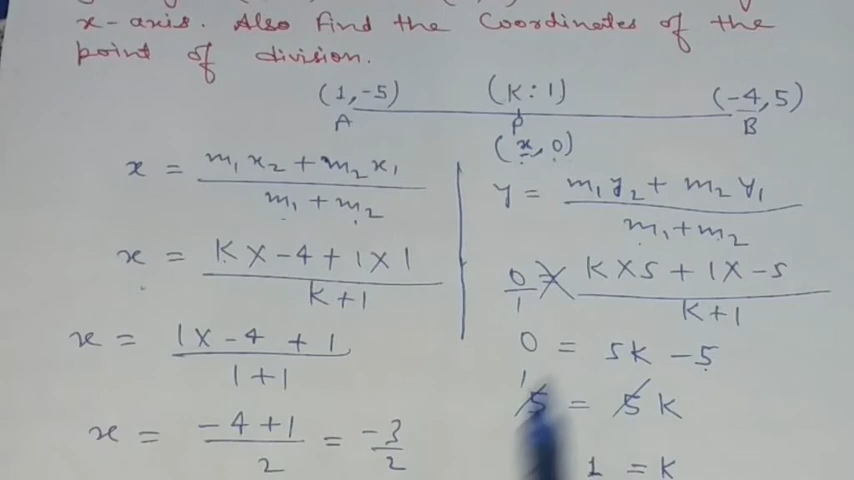 x-axis. Also find the Coordinates of the
point of division.
(1,-5) (K:1) (-4,5)
A P B
(x,0)
x = m₁x₂ + m₂x₁ / m₁ + m₂
x = K X -4 + 1 X 1 / K+1
x = 1X -4 + 1 / 1+1
x = -4+1 / 2 = -3 / 2
y = m₁y₂ + m₂y₁ / m₁+m₂
0 / 1 = K X 5 + 1 X -5 / K+1
0 = 5K -5
1
5 = 5 K
1 = K